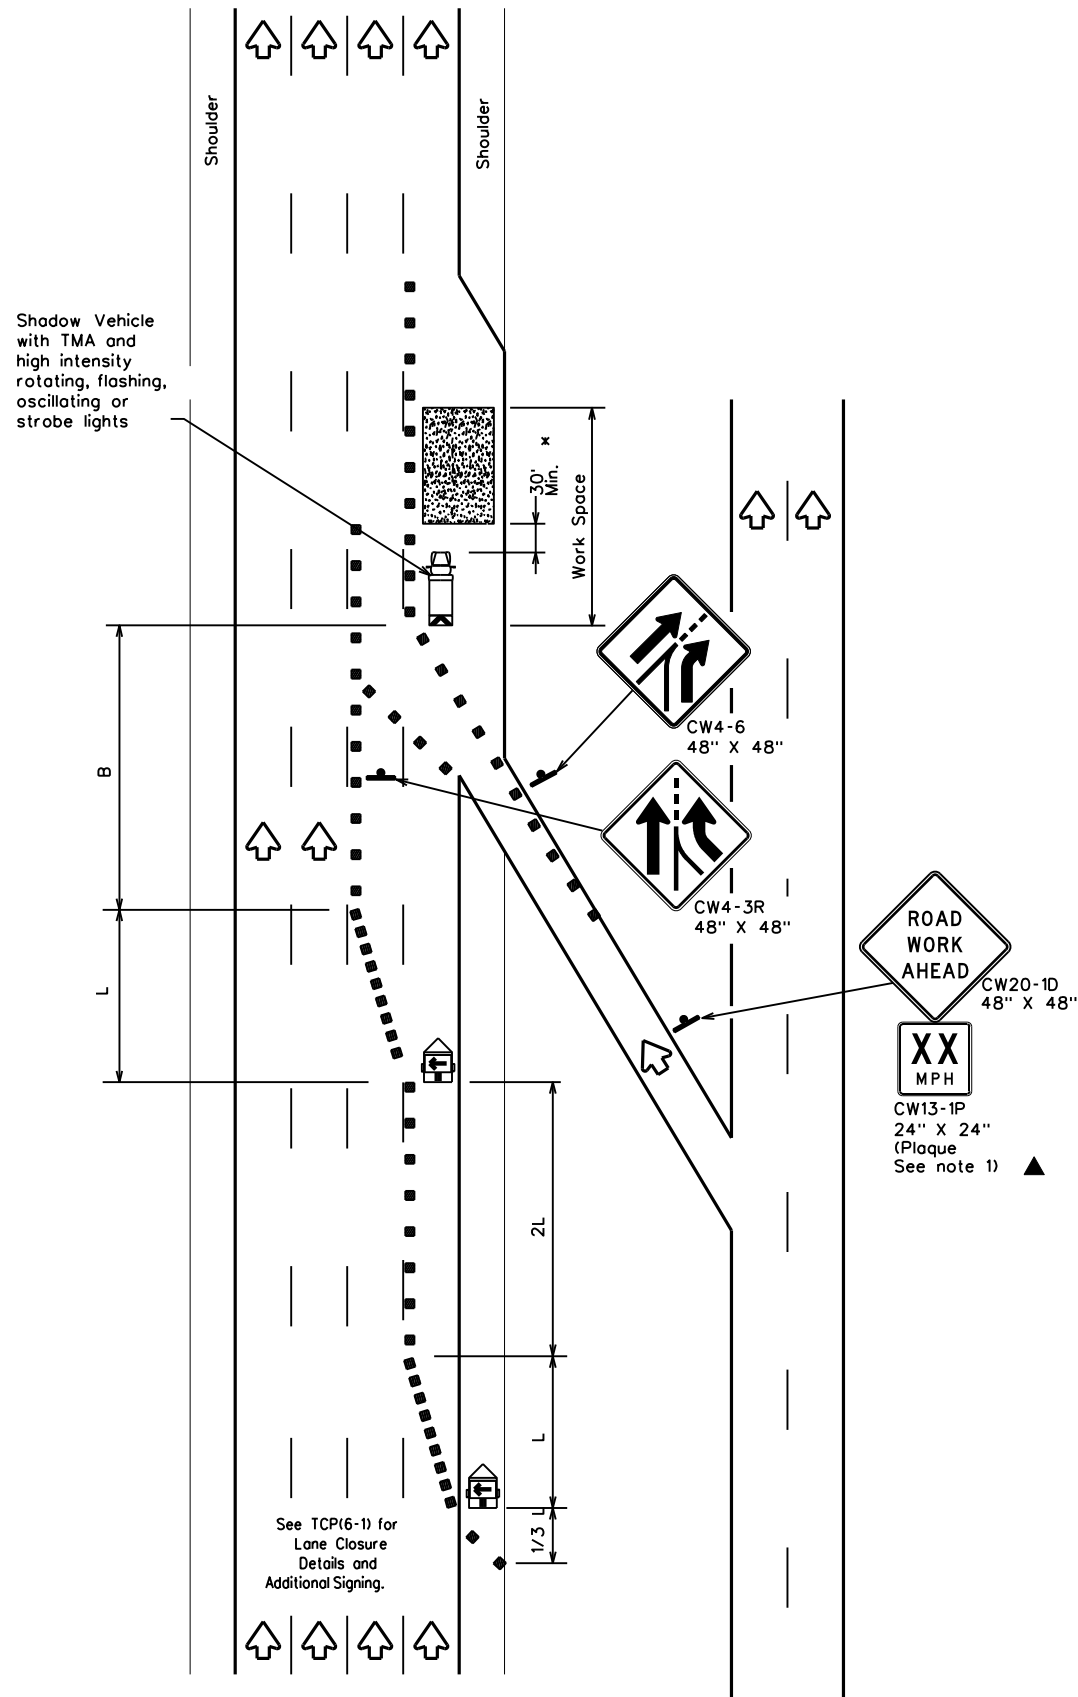 Shoulder
Shoulder
Shadow Vehicle
with TMA and
high intensity
rotating, flashing,
oscillating or
strobe lights
30'
Min.
*
Work Space
CW4-6
48" X 48"
B
CW4-3R
48" X 48"
ROAD
WORK
AHEAD
CW20-1D
48" X 48"
L
XX
MPH
CW13-1P
24" X 24"
(Plaque
See note 1)
2L
L
1/3 L
See TCP(6-1) for
Lane Closure
Details and
Additional Signing.